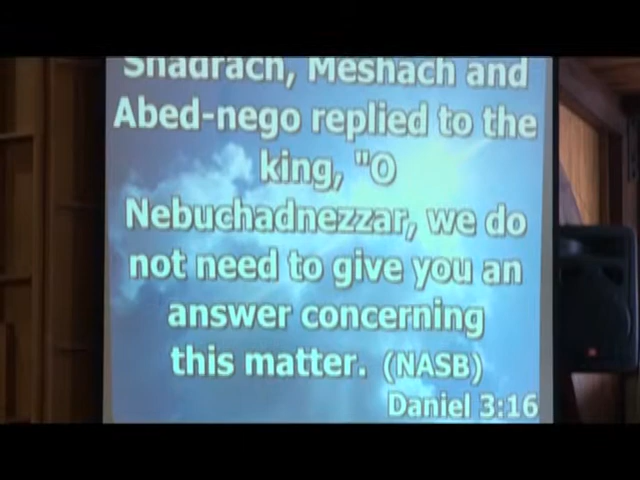 Shadrach, Meshach and
Abed-nego replied to the
king, "O
Nebuchadnezzar, we do
not need to give you an
answer concerning
this matter. (NASB)
Daniel 3:16